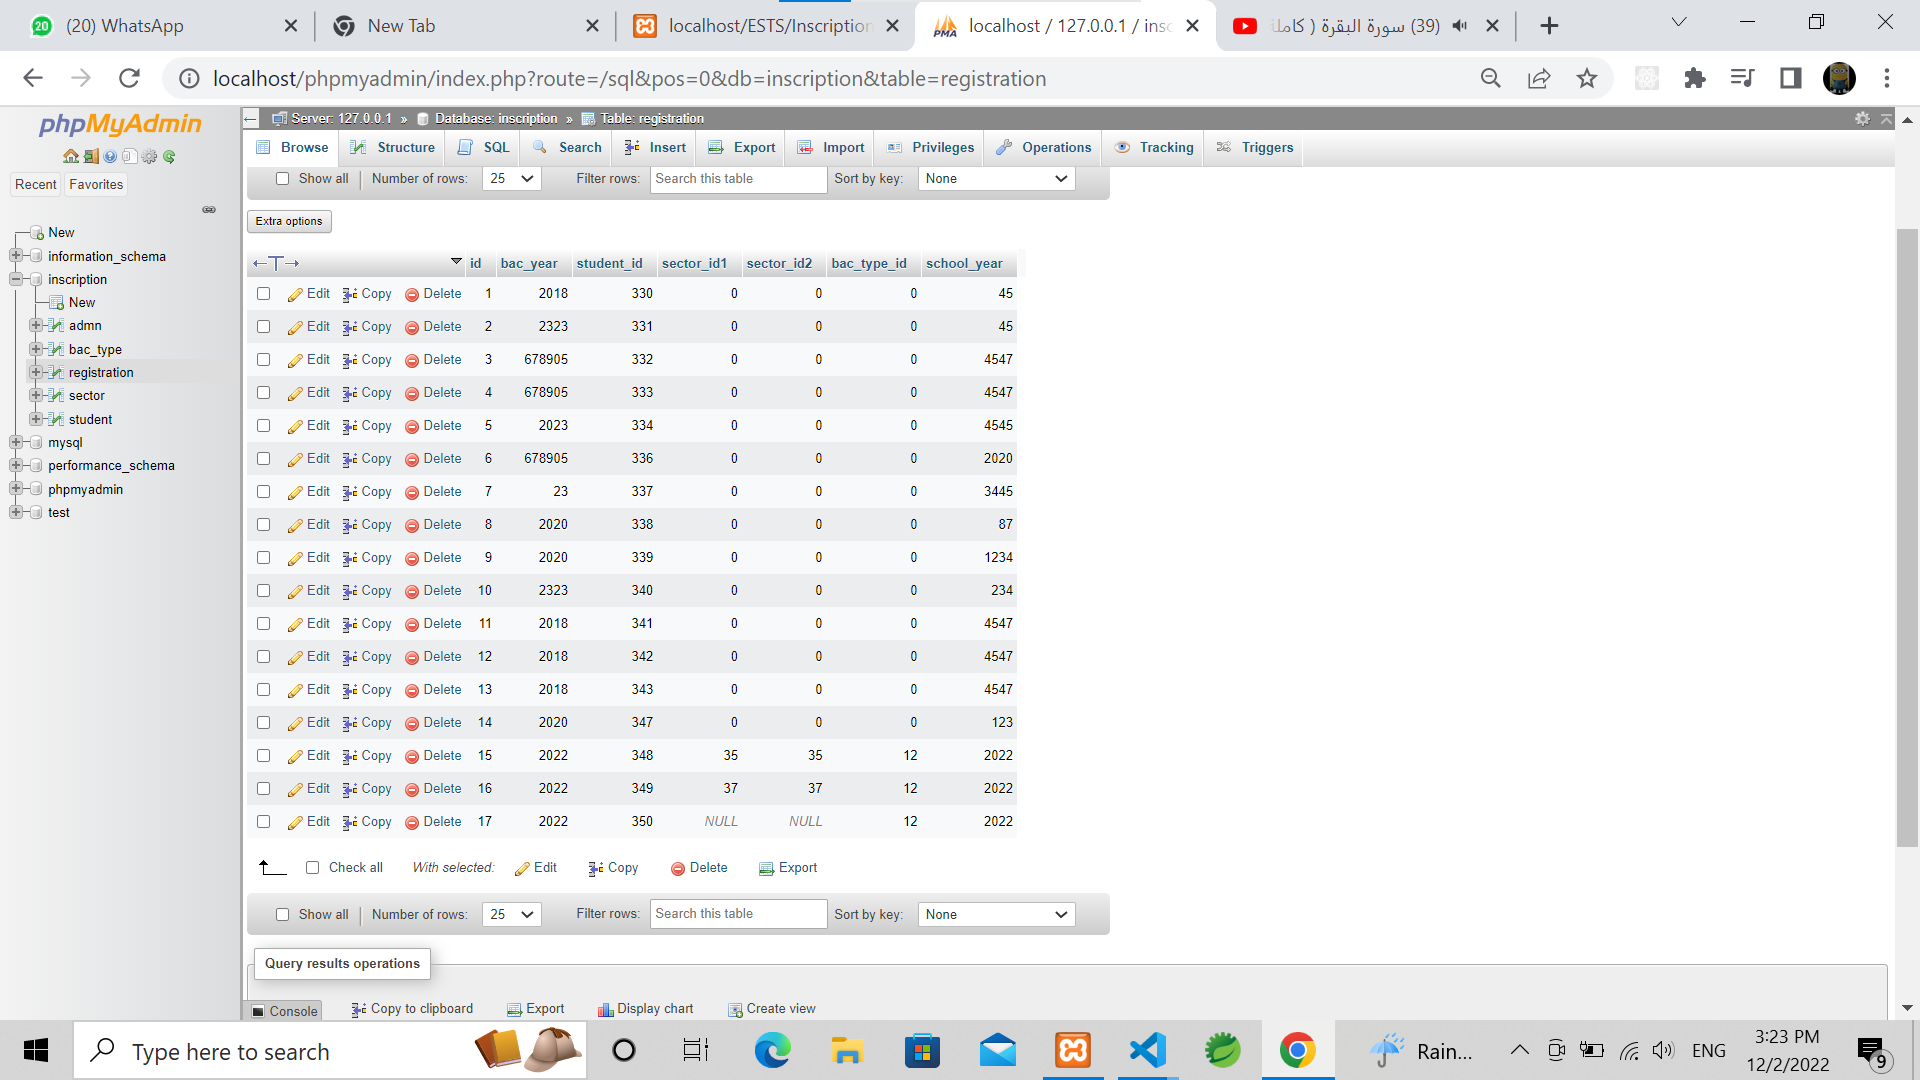 (20) WhatsApp
New Tab
localhost/ESTS/Inscription
localhost / 127.0.0.1 / insc
(39) سورة البقرة ( كاملة
localhost/phpmyadmin/index.php?route=/sql&pos=0&db=inscription&table=registration
phpMyAdmin
Recent Favorites
New
information_schema
inscription
New
admn
bac_type
registration
sector
student
mysql
performance_schema
phpmyadmin
test
Server: 127.0.0.1 » Database: inscription » Table: registration
Browse Structure SQL Search Insert Export Import Privileges Operations Tracking Triggers
Show all Number of rows: 25 Filter rows: Search this table Sort by key: None
Extra options
id bac_year student_id sector_id1 sector_id2 bac_type_id school_year
Edit Copy Delete 1 2018 330 0 0 0 45
Edit Copy Delete 2 2323 331 0 0 0 45
Edit Copy Delete 3 678905 332 0 0 0 4547
Edit Copy Delete 4 678905 333 0 0 0 4547
Edit Copy Delete 5 2023 334 0 0 0 4545
Edit Copy Delete 6 678905 336 0 0 0 2020
Edit Copy Delete 7 23 337 0 0 0 3445
Edit Copy Delete 8 2020 338 0 0 0 87
Edit Copy Delete 9 2020 339 0 0 0 1234
Edit Copy Delete 10 2323 340 0 0 0 234
Edit Copy Delete 11 2018 341 0 0 0 4547
Edit Copy Delete 12 2018 342 0 0 0 4547
Edit Copy Delete 13 2018 343 0 0 0 4547
Edit Copy Delete 14 2020 347 0 0 0 123
Edit Copy Delete 15 2022 348 35 35 12 2022
Edit Copy Delete 16 2022 349 37 37 12 2022
Edit Copy Delete 17 2022 350 NULL NULL 12 2022
Check all With selected: Edit Copy Delete Export
Show all Number of rows: 25 Filter rows: Search this table Sort by key: None
Query results operations
Console Copy to clipboard Export Display chart Create view
Type here to search
Rain...
ENG
3:23 PM
12/2/2022
9